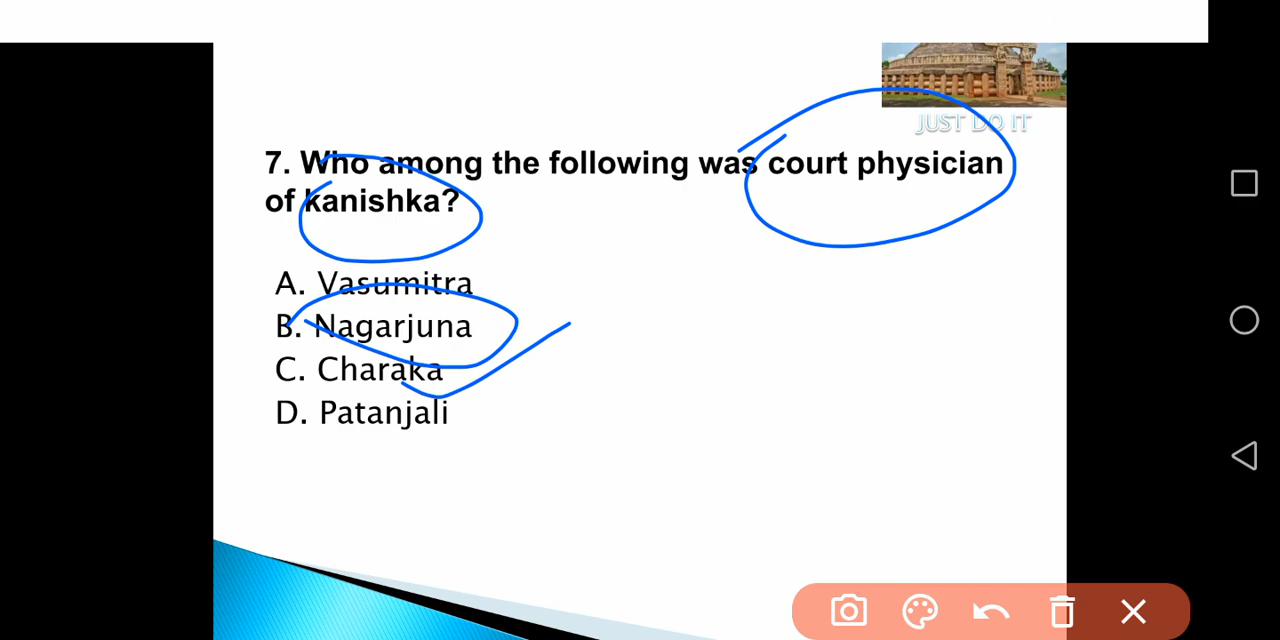 JUST DO IT
7. Who among the following was court physician
of kanishka?
A. Vasumitra
B. Nagarjuna
C. Charaka
D. Patanjali